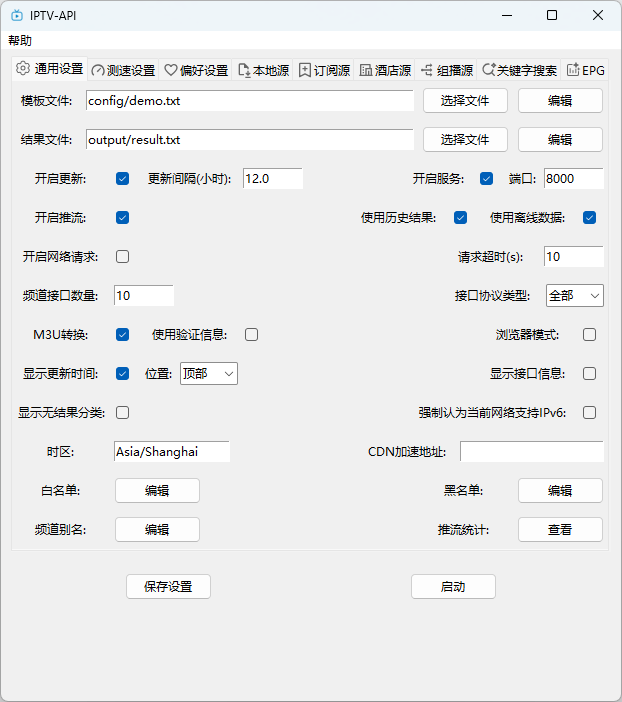 IPTV-API
帮助
通用设置 测速设置 偏好设置 本地源 订阅源 酒店源 组播源 关键字搜索 EPG
模板文件: config/demo.txt 选择文件 编辑
结果文件: output/result.txt 选择文件 编辑
开启更新: 更新间隔(小时): 12.0 开启服务: 端口: 8000
开启推流: 使用历史结果: 使用离线数据:
开启网络请求: 请求超时(s): 10
频道接口数量: 10 接口协议类型: 全部
M3U转换: 使用验证信息: 浏览器模式:
显示更新时间: 位置: 顶部 显示接口信息:
显示无结果分类: 强制认为当前网络支持IPv6:
时区: Asia/Shanghai CDN加速地址:
白名单: 编辑 黑名单: 编辑
频道别名: 编辑 推流统计: 查看
保存设置 启动